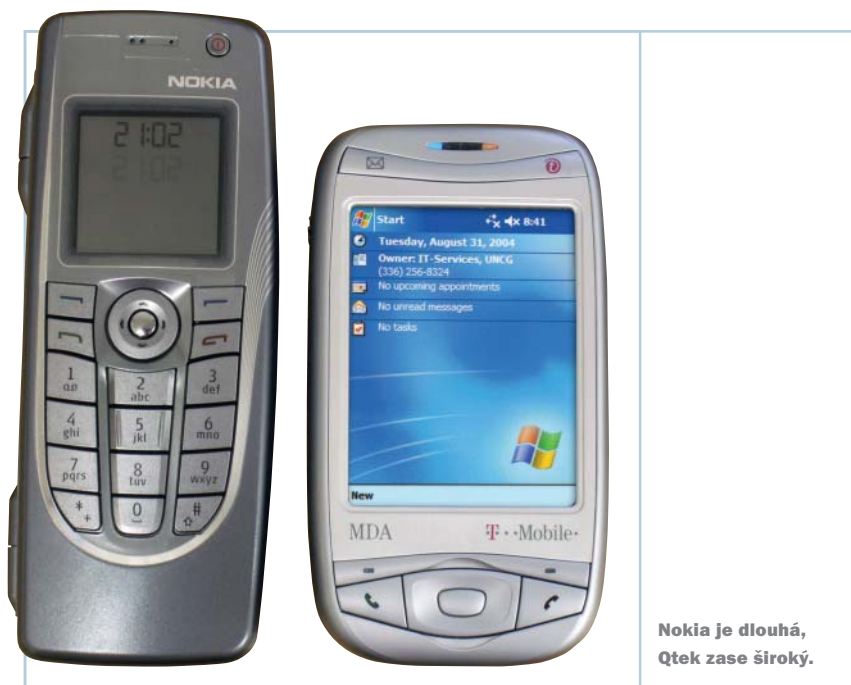 NOKIA
21:02
1
2
abc
3
def
4
ghi
5
jkl
6
mno
7
pqrs
8
tuv
9
wxyz
*
+
0
#
Start 8:41
Tuesday, August 31, 2004
Owner: IT-Services, UNCG
(336) 256-8324
No upcoming appointments
No unread messages
No tasks
New
MDA T··Mobile·
Nokia je dlouhá,
Qtek zase široký.